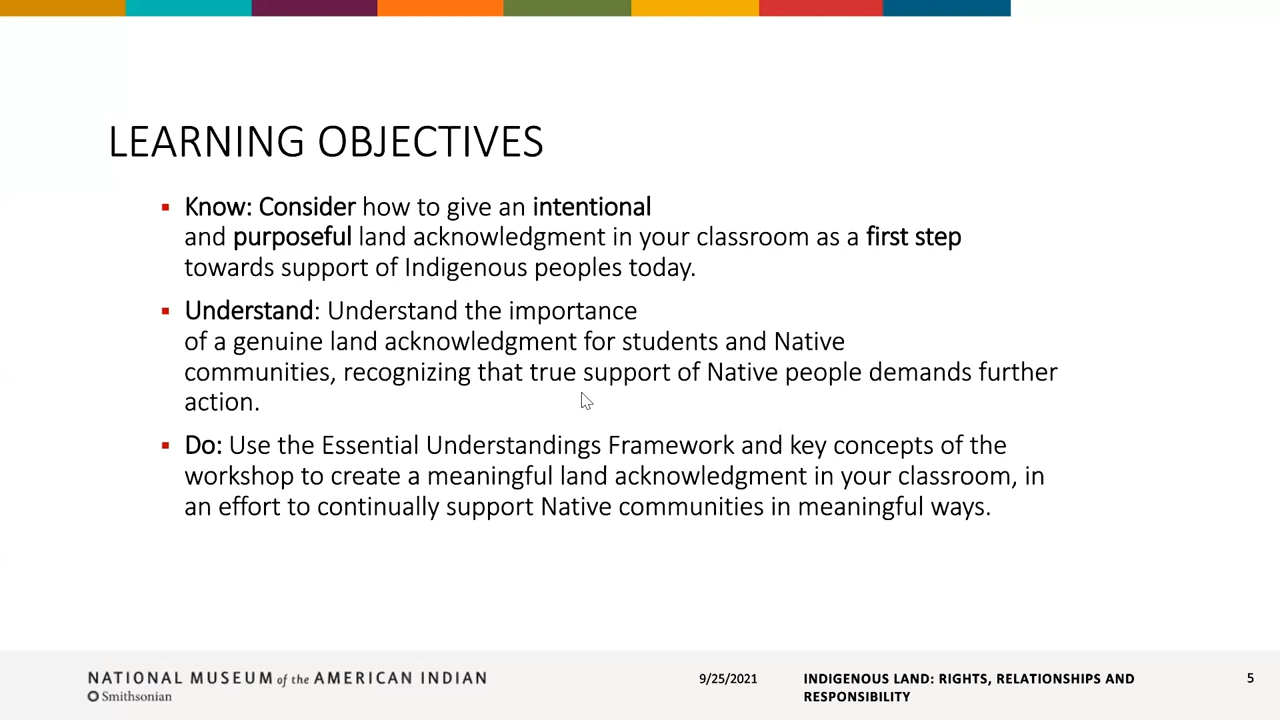 LEARNING OBJECTIVES
Know: Consider how to give an intentional
and purposeful land acknowledgment in your classroom as a first step
towards support of Indigenous peoples today.
Understand: Understand the importance
of a genuine land acknowledgment for students and Native
communities, recognizing that true support of Native people demands further
action.
Do: Use the Essential Understandings Framework and key concepts of the
workshop to create a meaningful land acknowledgment in your classroom, in
an effort to continually support Native communities in meaningful ways.
NATIONAL MUSEUM of the AMERICAN INDIAN
Smithsonian
9/25/2021
INDIGENOUS LAND: RIGHTS, RELATIONSHIPS AND
RESPONSIBILITY
5